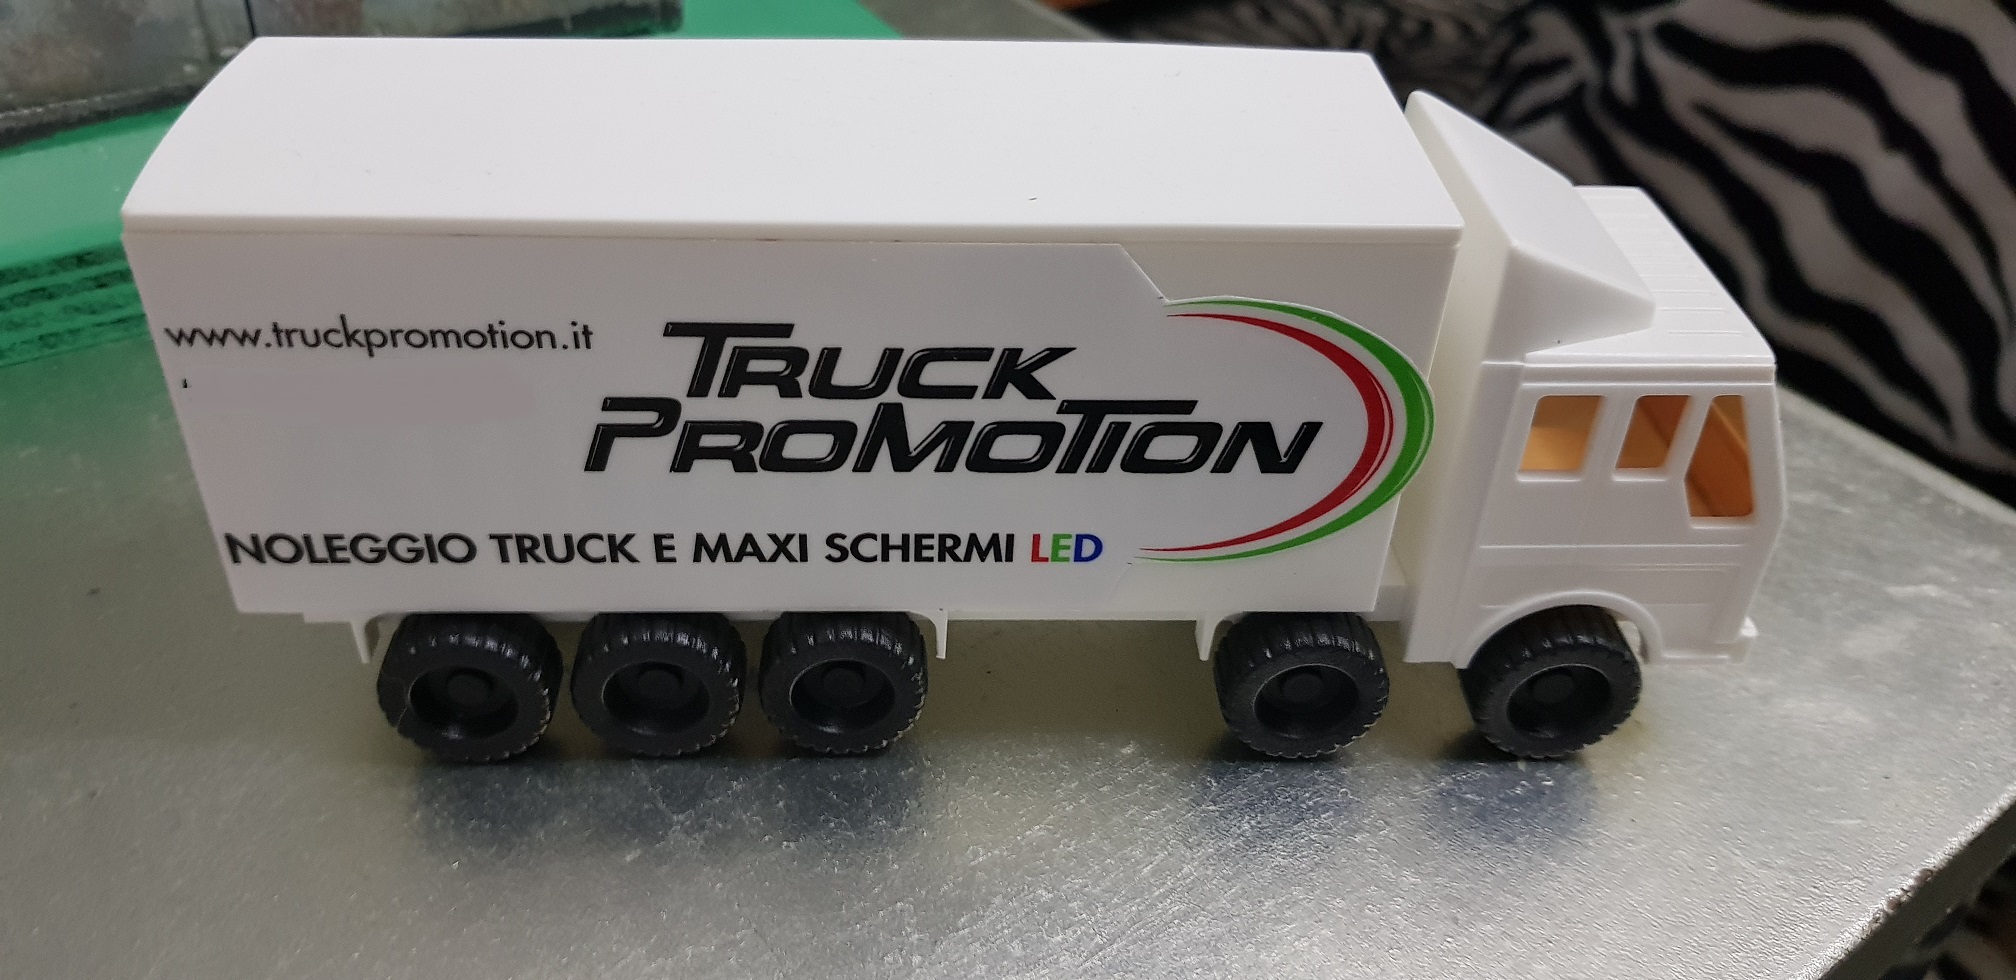 www.truckpromotion.it
TRUCK
PROMOTION
NOLEGGIO TRUCK E MAXI SCHERMI LED